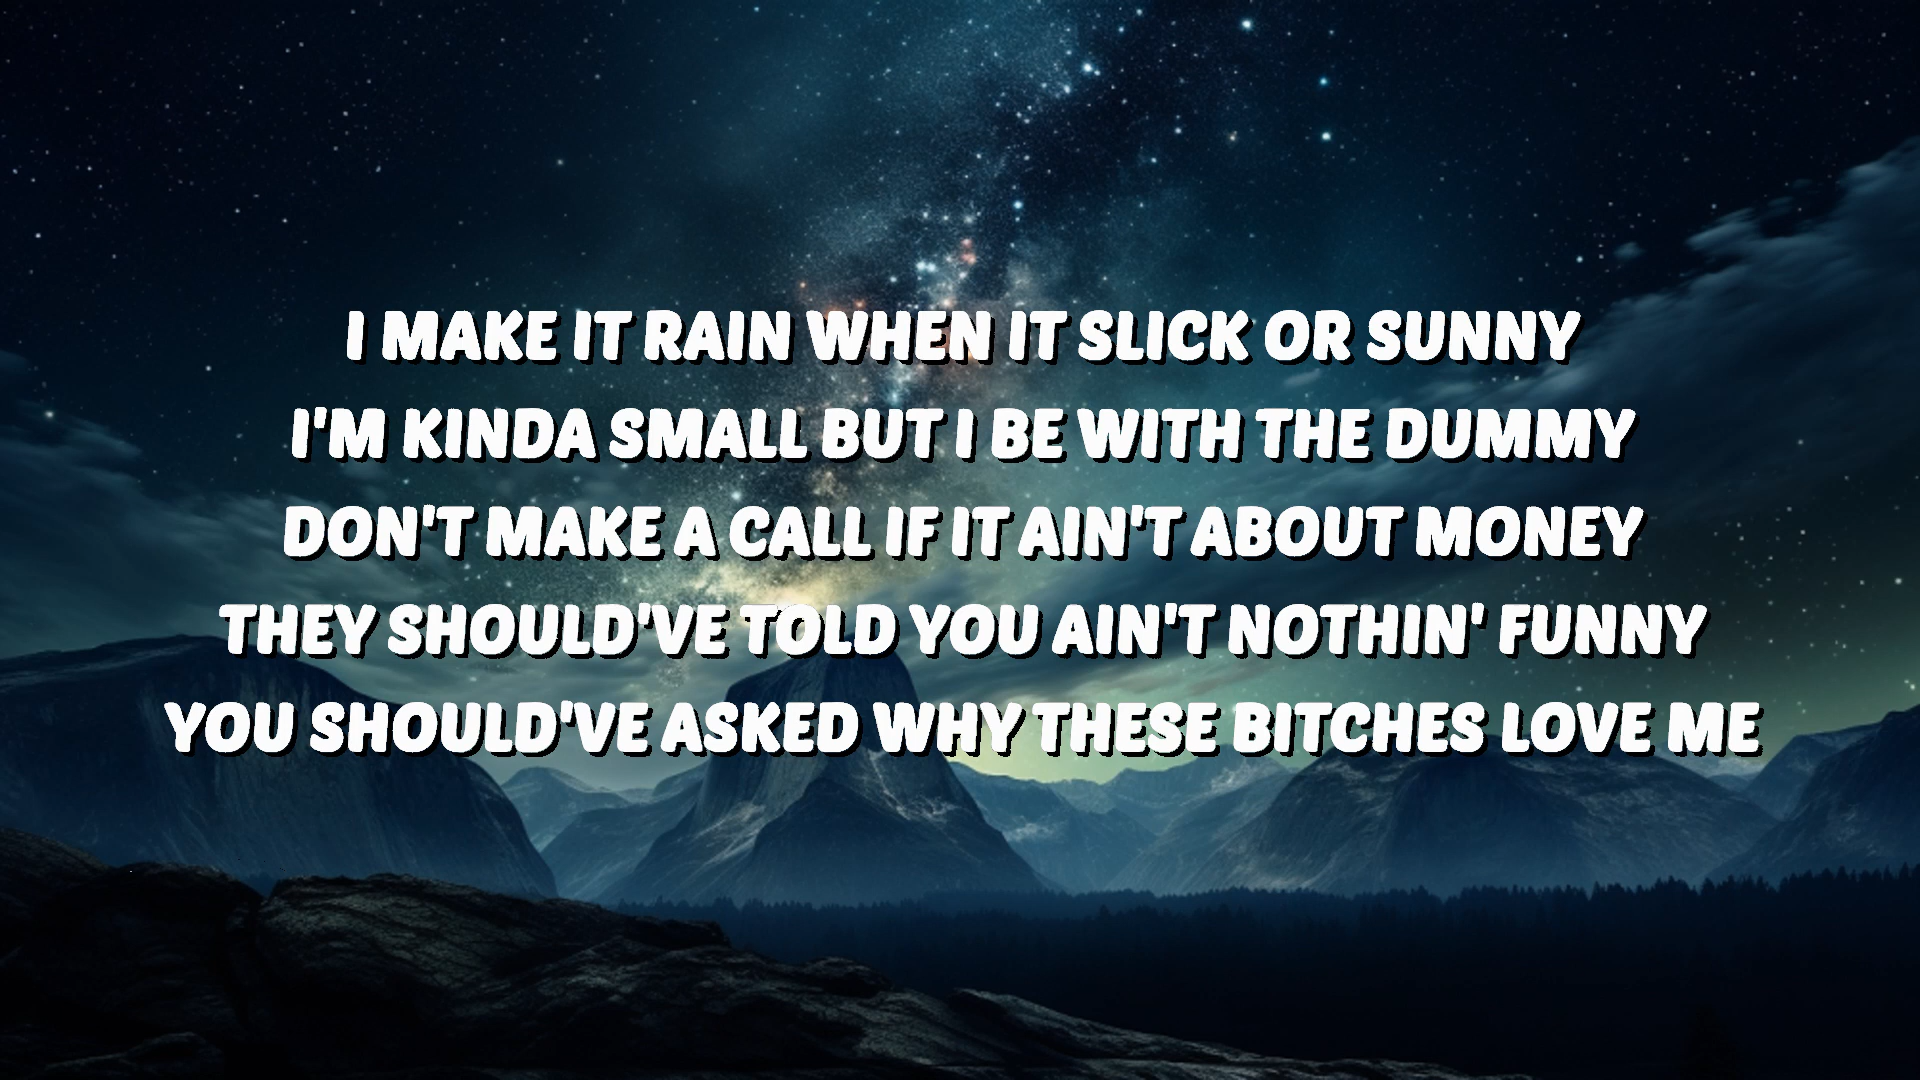 I MAKE IT RAIN WHEN IT SLICK OR SUNNY
I'M KINDA SMALL BUT I BE WITH THE DUMMY
DON'T MAKE A CALL IF IT AIN'T ABOUT MONEY
THEY SHOULD'VE TOLD YOU AIN'T NOTHIN' FUNNY
YOU SHOULD'VE ASKED WHY THESE BITCHES LOVE ME